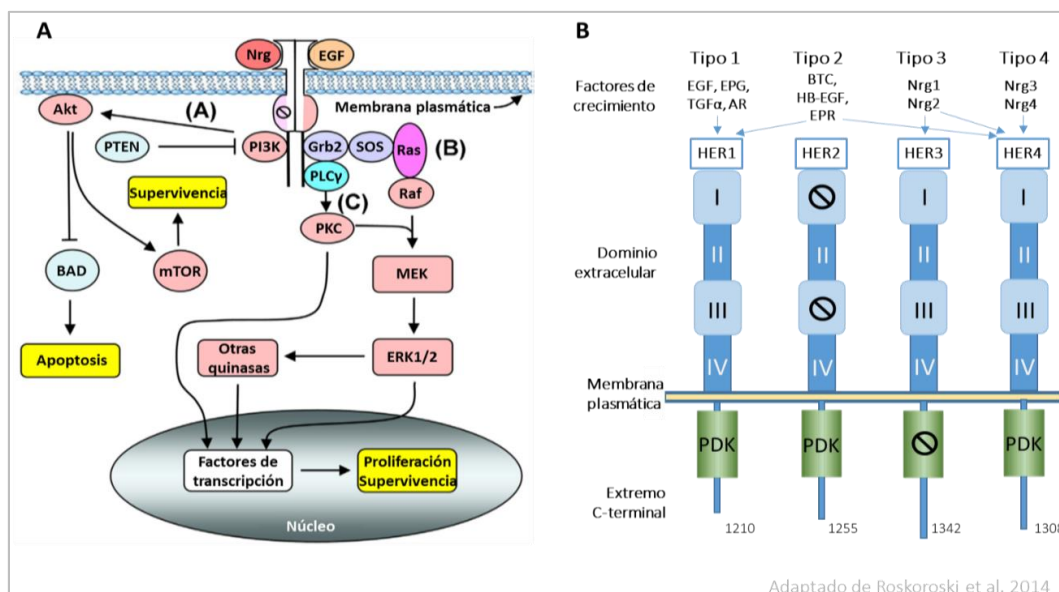 A
Nrg
EGF
Akt
(A)
Membrana plasmática
PTEN
PI3K
Grb2
SOS
Ras
(B)
PLCγ
Raf
Supervivencia
(C)
PKC
BAD
mTOR
MEK
Apoptosis
Otras
quinasas
ERK1/2
Factores de
transcripción
Proliferación
Supervivencia
Núcleo
B
Tipo 1
Tipo 2
Tipo 3
Tipo 4
Factores de
crecimiento
EGF, EPG,
TGFα, AR
BTC,
HB-EGF,
EPR
Nrg1
Nrg2
Nrg3
Nrg4
HER1
HER2
HER3
HER4
I
I
I
Dominio
extracelular
II
II
II
II
III
III
III
IV
IV
IV
IV
Membrana
plasmática
PDK
PDK
PDK
Extremo
C-terminal
1210
1255
1342
1308
Adaptado de Roskoroski et al. 2014